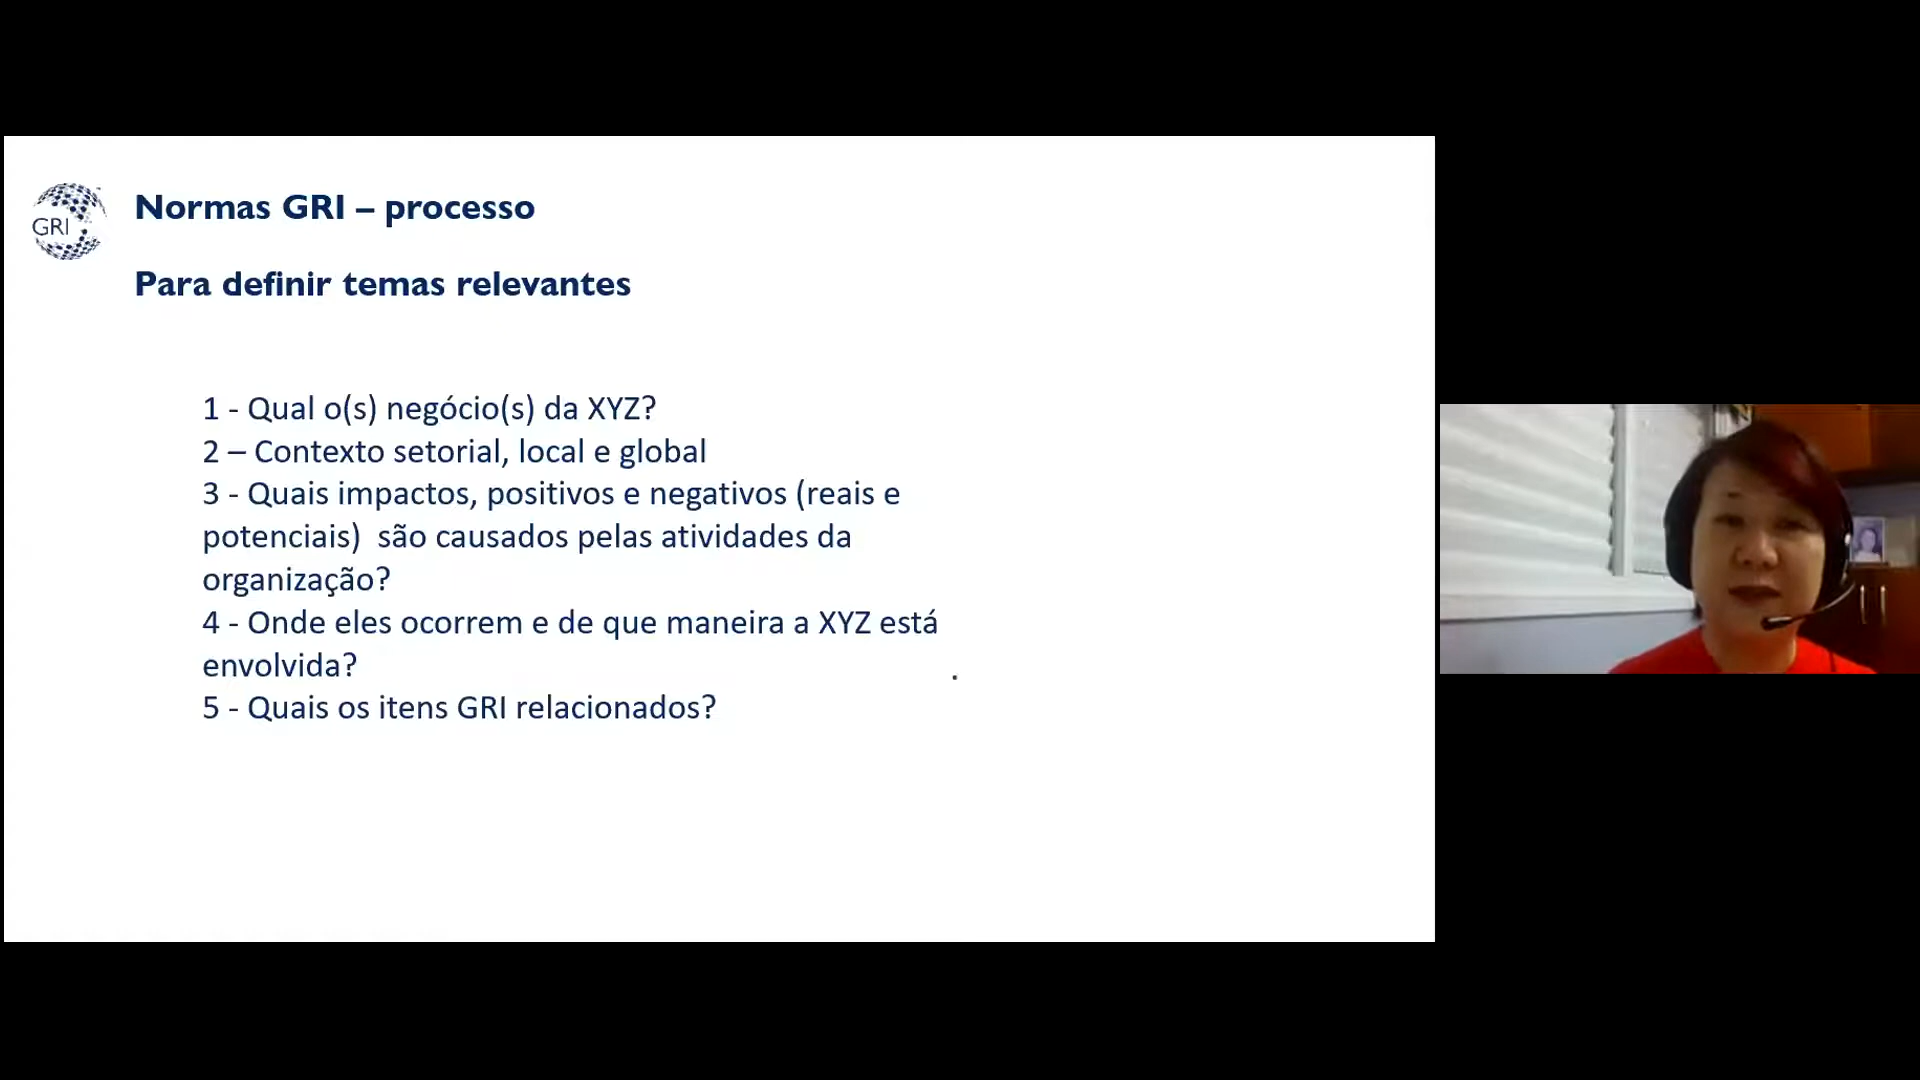 GRI
Normas GRI – processo
Para definir temas relevantes
1 - Qual o(s) negócio(s) da XYZ?
2 – Contexto setorial, local e global
3 - Quais impactos, positivos e negativos (reais e
potenciais)  são causados pelas atividades da
organização?
4 - Onde eles ocorrem e de que maneira a XYZ está
envolvida?
.
5 - Quais os itens GRI relacionados?